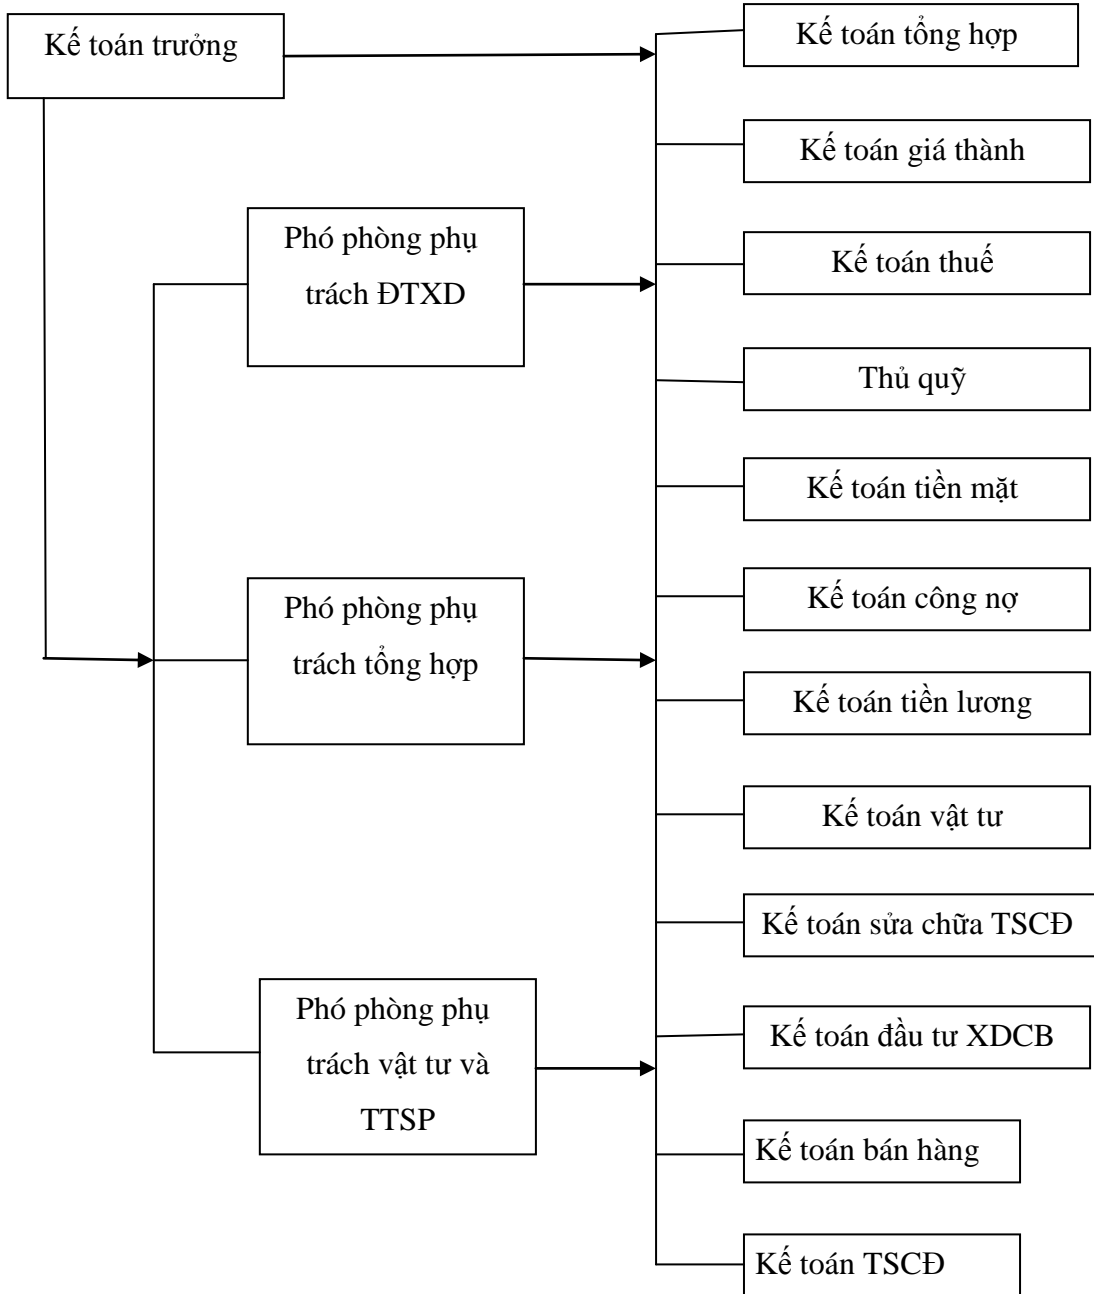 Kế toán trưởng
Kế toán tổng hợp
Kế toán giá thành
Phó phòng phụ
trách ĐTXD
Kế toán thuế
Thủ quỹ
Kế toán tiền mặt
Phó phòng phụ
trách tổng hợp
Kế toán công nợ
Kế toán tiền lương
Kế toán vật tư
Kế toán sửa chữa TSCĐ
Phó phòng phụ
trách vật tư và
TTSP
Kế toán đầu tư XDCB
Kế toán bán hàng
Kế toán TSCĐ